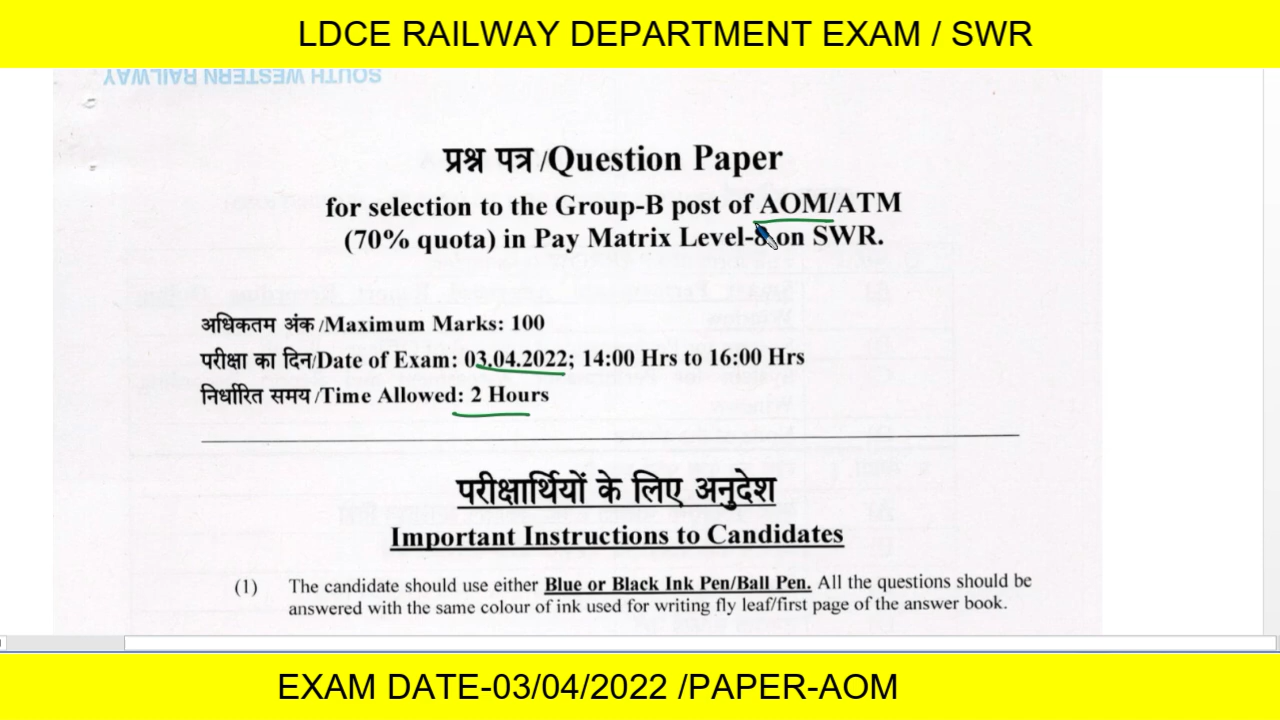 LDCE RAILWAY DEPARTMENT EXAM / SWR
SOUTH WESTERN RAILWAY
प्रश्न पत्र /Question Paper
for selection to the Group-B post of AOM/ATM
(70% quota) in Pay Matrix Level-8 on SWR.
अधिकतम अंक /Maximum Marks: 100
परीक्षा का दिन/Date of Exam: 03.04.2022; 14:00 Hrs to 16:00 Hrs
निर्धारित समय /Time Allowed: 2 Hours
परीक्षार्थियों के लिए अनुदेश
Important Instructions to Candidates
(1) The candidate should use either Blue or Black Ink Pen/Ball Pen. All the questions should be
answered with the same colour of ink used for writing fly leaf/first page of the answer book.
EXAM DATE-03/04/2022 /PAPER-AOM